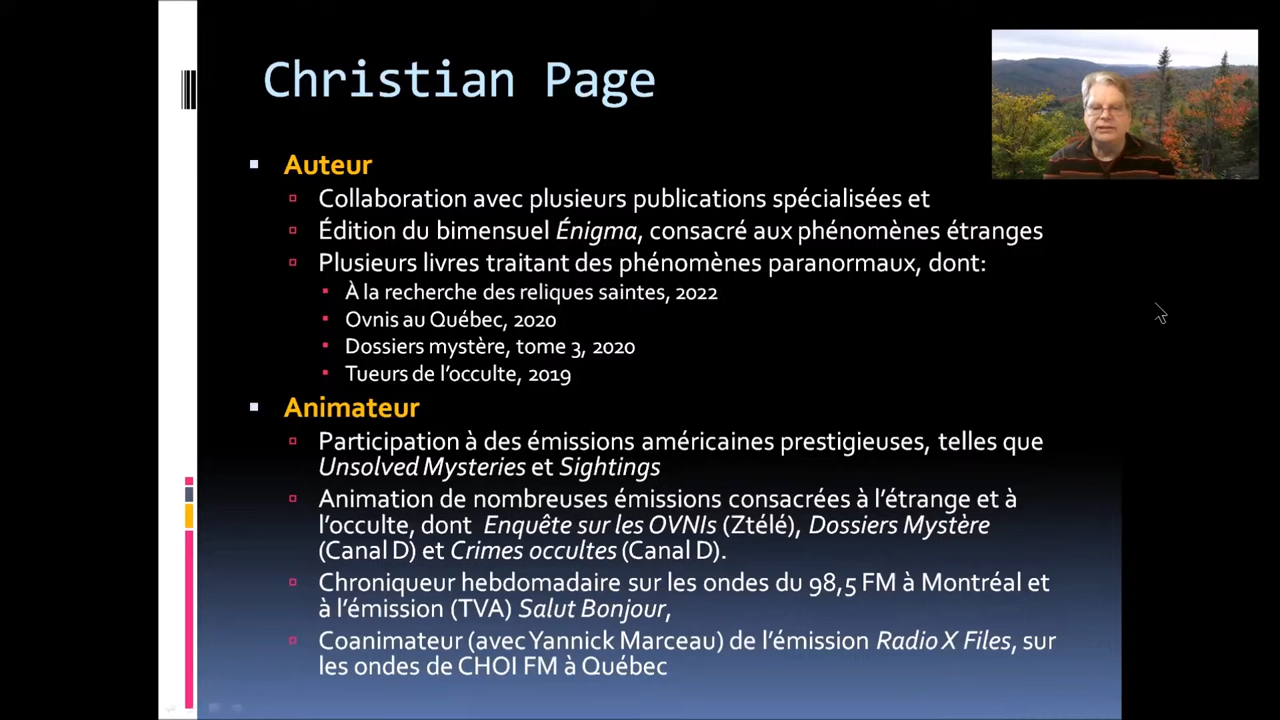 Christian Page
Auteur
Collaboration avec plusieurs publications spécialisées et
Édition du bimensuel Énigma, consacré aux phénomènes étranges
Plusieurs livres traitant des phénomènes paranormaux, dont:
À la recherche des reliques saintes, 2022
Ovnis au Québec, 2020
Dossiers mystère, tome 3, 2020
Tueurs de l’occulte, 2019
Animateur
Participation à des émissions américaines prestigieuses, telles que
Unsolved Mysteries et Sightings
Animation de nombreuses émissions consacrées à l’étrange et à
l’occulte, dont Enquête sur les OVNIs (Ztélé), Dossiers Mystère
(Canal D) et Crimes occultes (Canal D).
Chroniqueur hebdomadaire sur les ondes du 98,5 FM à Montréal et
à l’émission (TVA) Salut Bonjour,
Coanimateur (avec Yannick Marceau) de l’émission Radio X Files, sur
les ondes de CHOI FM à Québec